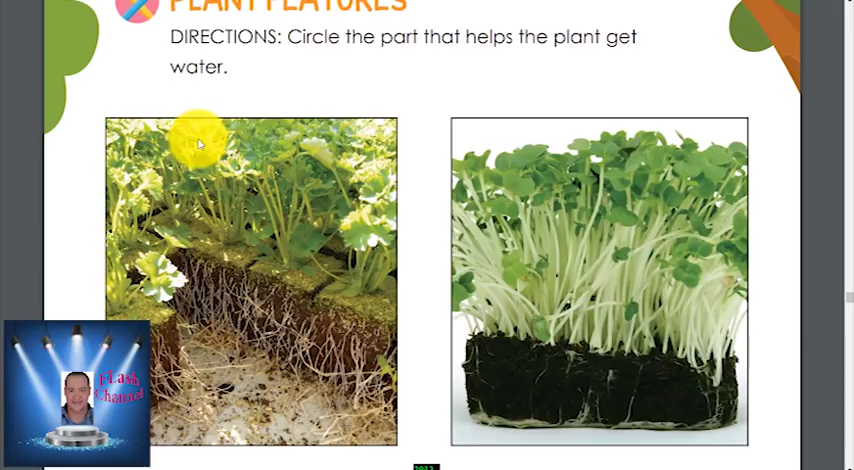 PLANT FEATURES
DIRECTIONS: Circle the part that helps the plant get
water.
FLash
Channel